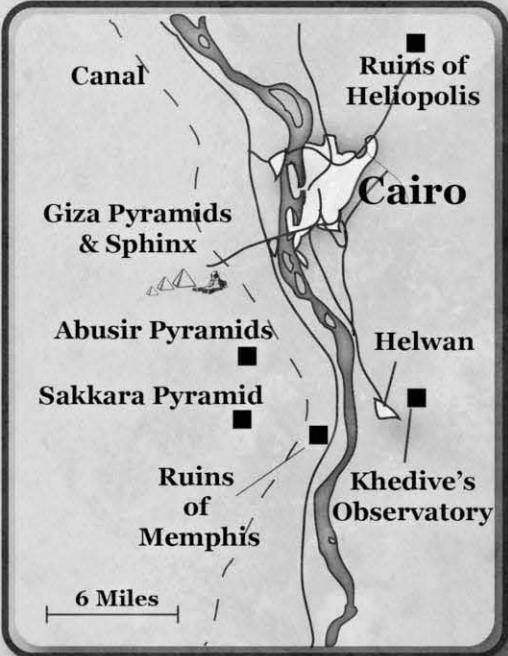 Canal
Ruins of
Heliopolis
Cairo
Giza Pyramids
& Sphinx
Abusir Pyramids
Helwan
Sakkara Pyramid
Ruins
of
Memphis
Khedive's
Observatory
6 Miles